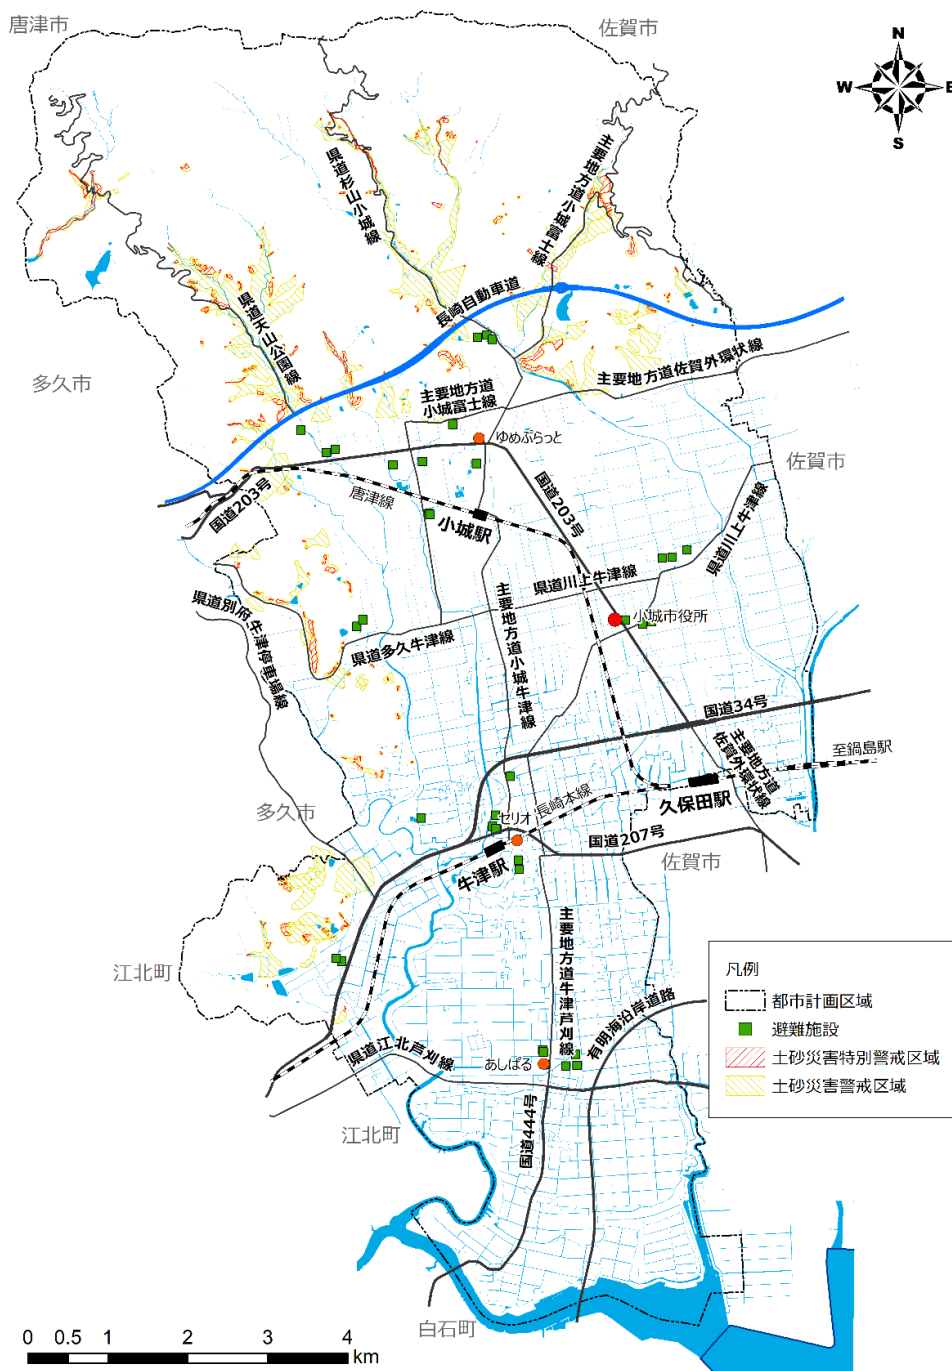 唐津市
佐賀市
N
W
E
S
県道杉山小城線
主要地方道小城富士線
長崎自動車道
県道天山公園線
多久市
主要地方道佐賀外環状線
主要地方道
小城富士線
ゆめぷらっと
佐賀市
国道203号
唐津線
国道203号
小城駅
県道川上牛津線
県道川上牛津線
県道別府牛津停車場線
主要地方道小城牛津線
小城市役所
県道多久牛津線
国道34号
主要地方道
佐賀外環状線
至鍋島駅
多久市
長崎本線
久保田駅
セリオ
国道207号
牛津駅
佐賀市
主要地方道牛津芦刈線
江北町
有明海沿岸道路
凡例
都市計画区域
避難施設
土砂災害特別警戒区域
土砂災害警戒区域
県道江北芦刈線
あしぱる
江北町
国道444号
白石町
0 0.5 1 2 3 4
km